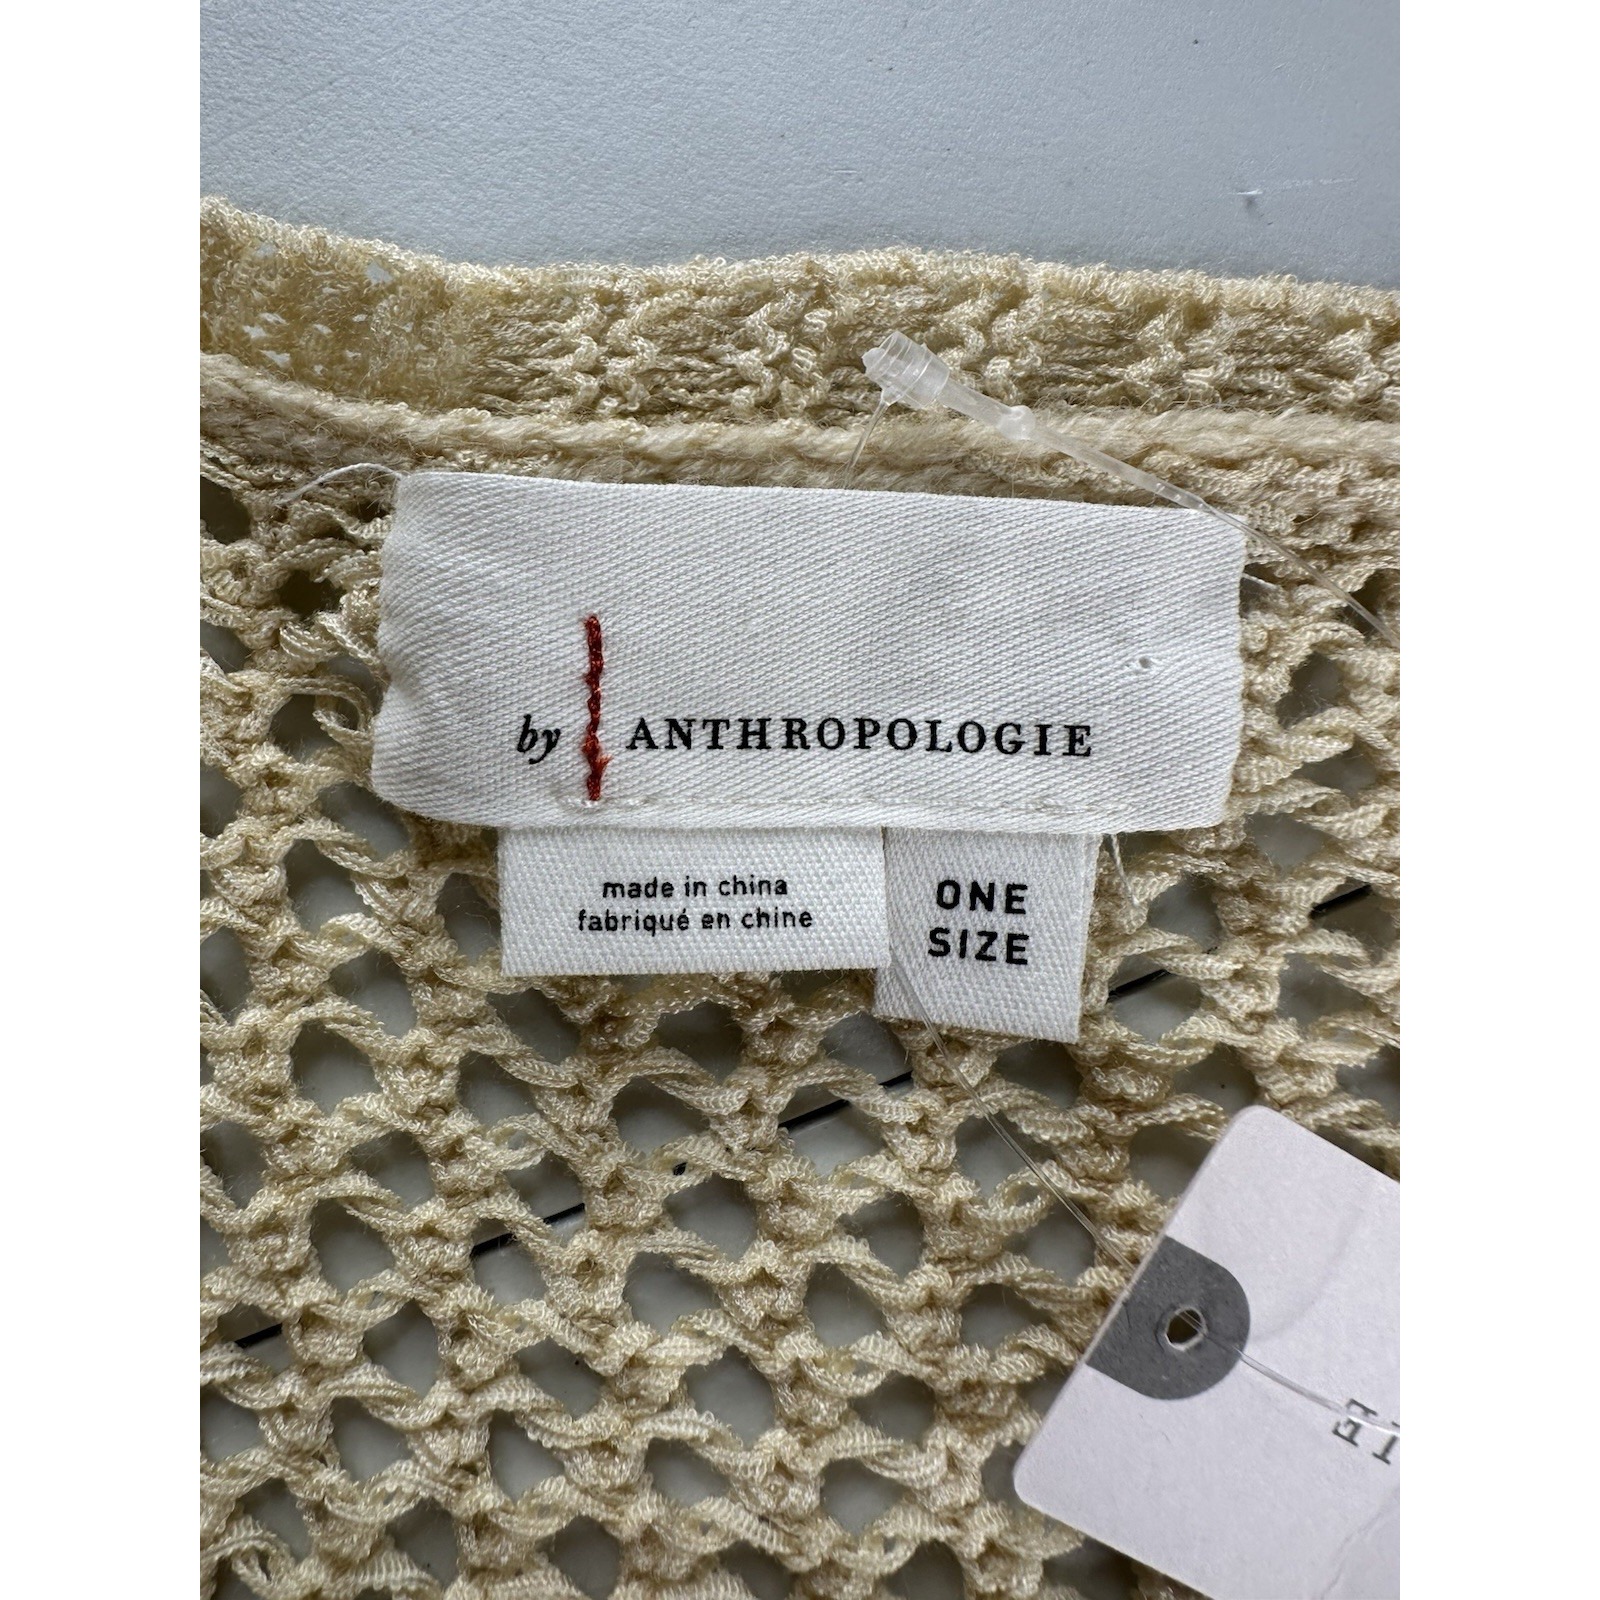 by ANTHROPOLOGIE
made in china
fabriqué en chine
ONE
SIZE